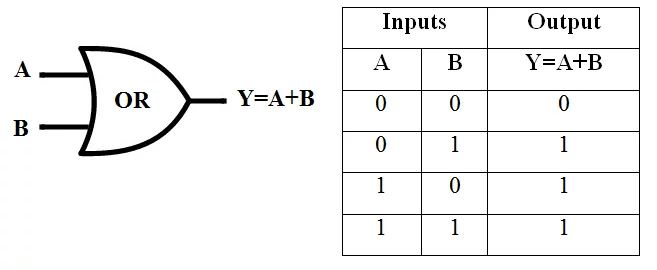 A
B
OR
Y=A+B
Inputs Output
A B Y=A+B
0 0 0
0 1 1
1 0 1
1 1 1